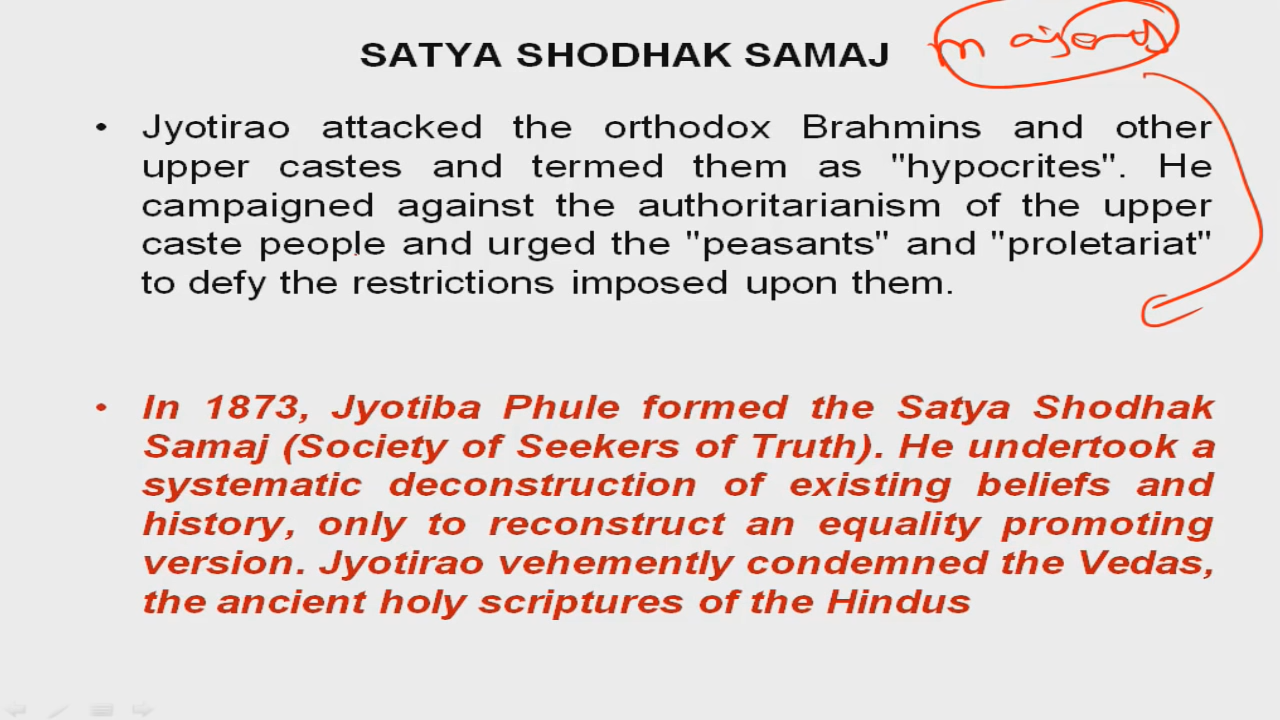 SATYA SHODHAK SAMAJ
• Jyotirao attacked the orthodox Brahmins and other
upper castes and termed them as "hypocrites". He
campaigned against the authoritarianism of the upper
caste people and urged the "peasants" and "proletariat"
to defy the restrictions imposed upon them.
• In 1873, Jyotiba Phule formed the Satya Shodhak
Samaj (Society of Seekers of Truth). He undertook a
systematic deconstruction of existing beliefs and
history, only to reconstruct an equality promoting
version. Jyotirao vehemently condemned the Vedas,
the ancient holy scriptures of the Hindus